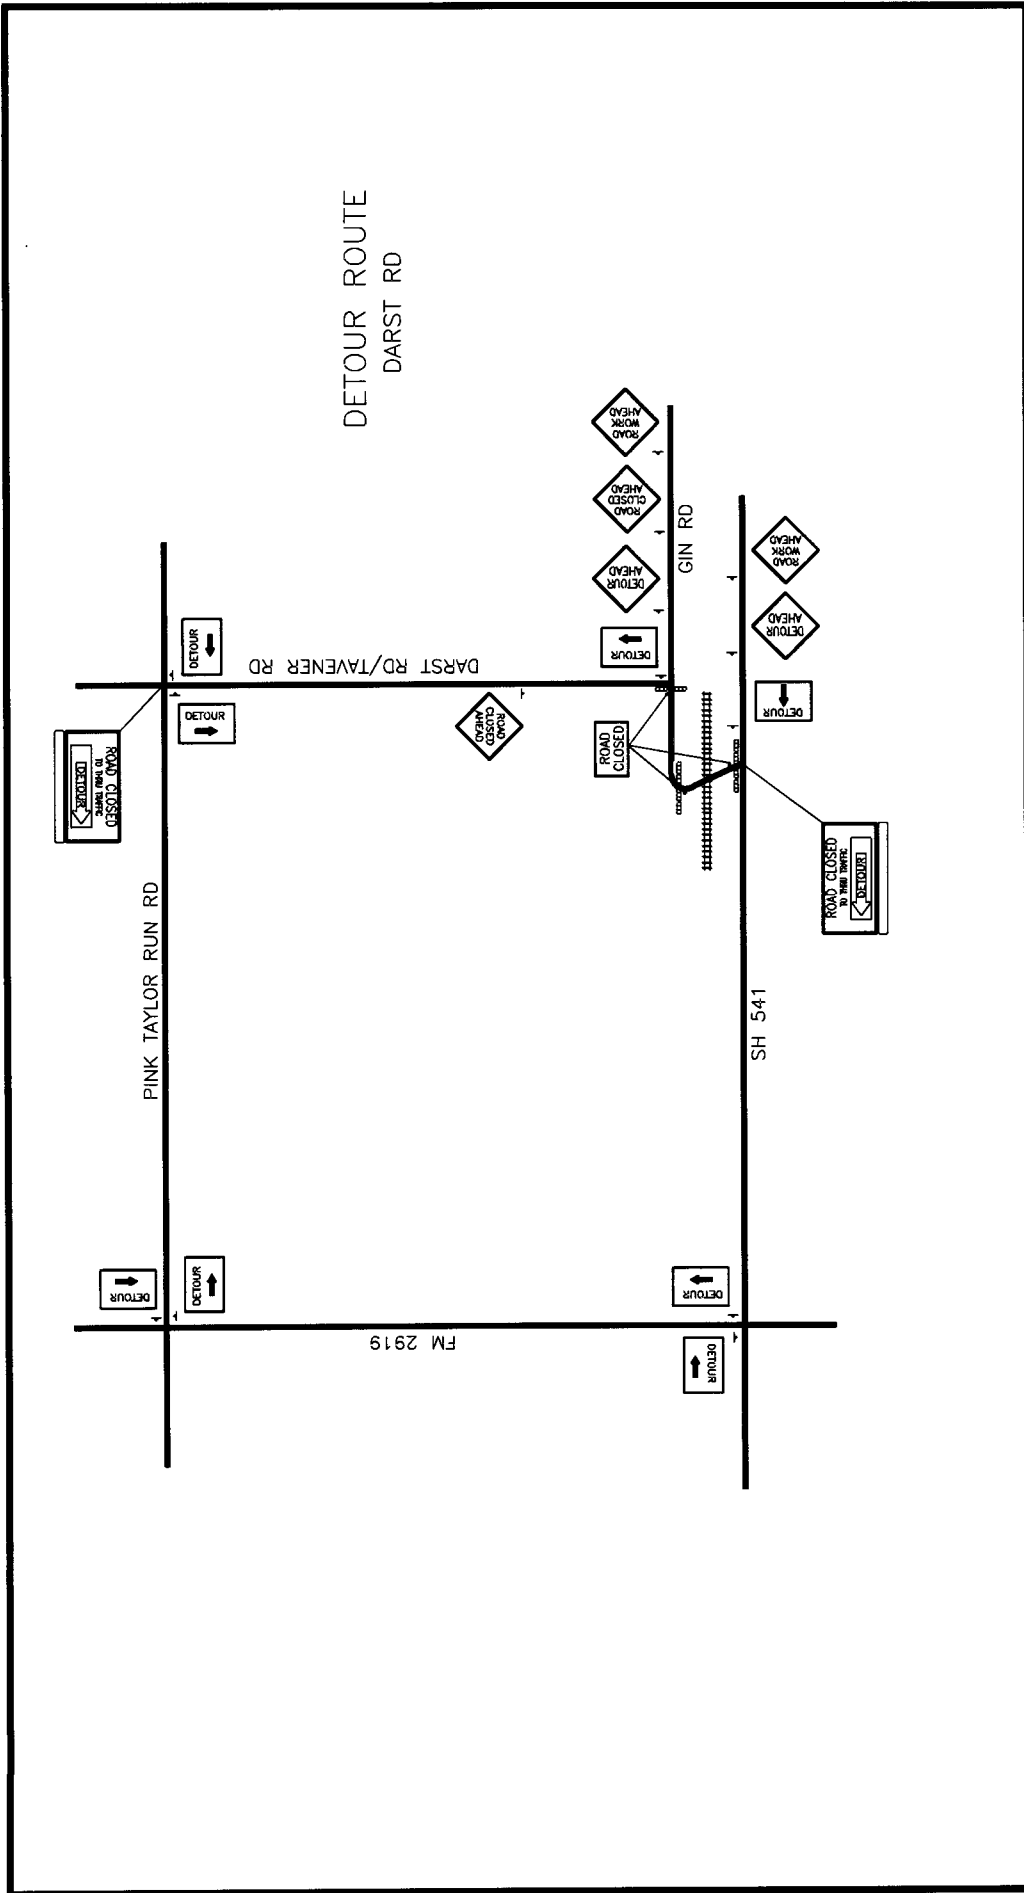 DETOUR ROUTE
DARST RD
PINK TAYLOR RUN RD
ROAD CLOSED
TO THRU TRAFFIC
DETOUR
DETOUR
DETOUR
DARST RD/TAVENER RD
ROAD
CLOSED
AHEAD
DETOUR
DETOUR
FM 2919
DETOUR
DETOUR
ROAD
WORK
AHEAD
ROAD
CLOSED
AHEAD
DETOUR
AHEAD
DETOUR
GIN RD
ROAD
CLOSED
ROAD
WORK
AHEAD
DETOUR
AHEAD
DETOUR
ROAD CLOSED
TO THRU TRAFFIC
DETOUR
SH 541